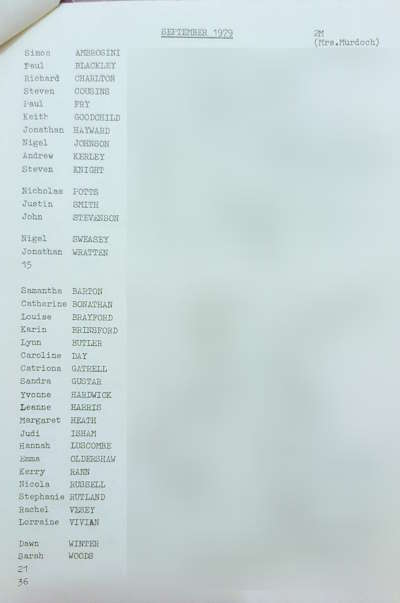 SEPTEMBER 1979
2M
(Mrs.Murdoch)
Simon AMBROSINI
Paul BLACKLEY
Richard CHARLTON
Steven COUSINS
Paul FRY
Keith GOODCHILD
Jonathan HAYWARD
Nigel JOHNSON
Andrew KERLEY
Steven KNIGHT
Nicholas POTTS
Justin SMITH
John STEVENSON
Nigel SWEASEY
Jonathan WRATTEN
15
Samantha BARTON
Catherine BONATHAN
Louise BRAYFORD
Karin BRINSFORD
Lynn BUTLER
Caroline DAY
Catriona GATRELL
Sandra GUSTAR
Yvonne HARDWICK
Leanne HARRIS
Margaret HEATH
Judi ISHAM
Hannah LUSCOMBE
Emma OLDERSHAW
Kerry RANN
Nicola RUSSELL
Stephanie RUTLAND
Rachel VESEY
Lorraine VIVIAN
Dawn WINTER
Sarah WOODS
21
36